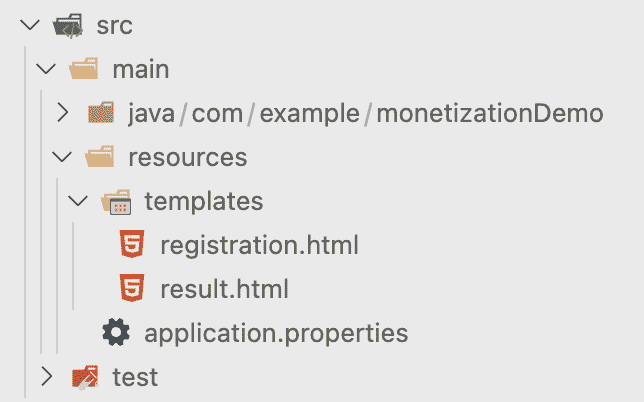 src
main
java/com/example/monetizationDemo
resources
templates
registration.html
result.html
application.properties
test